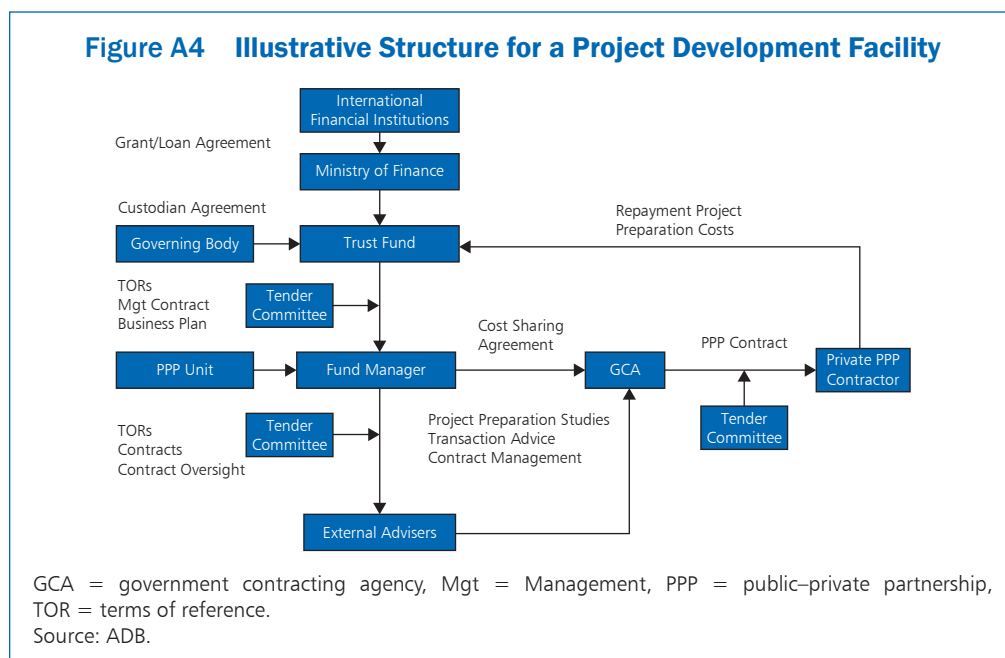 Figure A4 Illustrative Structure for a Project Development Facility
International
Financial Institutions
Grant/Loan Agreement
Ministry of Finance
Custodian Agreement
Repayment Project
Preparation Costs
Governing Body
Trust Fund
TORs
Mgt Contract
Business Plan
Tender
Committee
Cost Sharing
Agreement
PPP Contract
PPP Unit
Fund Manager
GCA
Private PPP
Contractor
TORs
Contracts
Contract Oversight
Tender
Committee
Project Preparation Studies
Transaction Advice
Contract Management
Tender
Committee
External Advisers
GCA = government contracting agency, Mgt = Management, PPP = public–private partnership,
TOR = terms of reference.
Source: ADB.